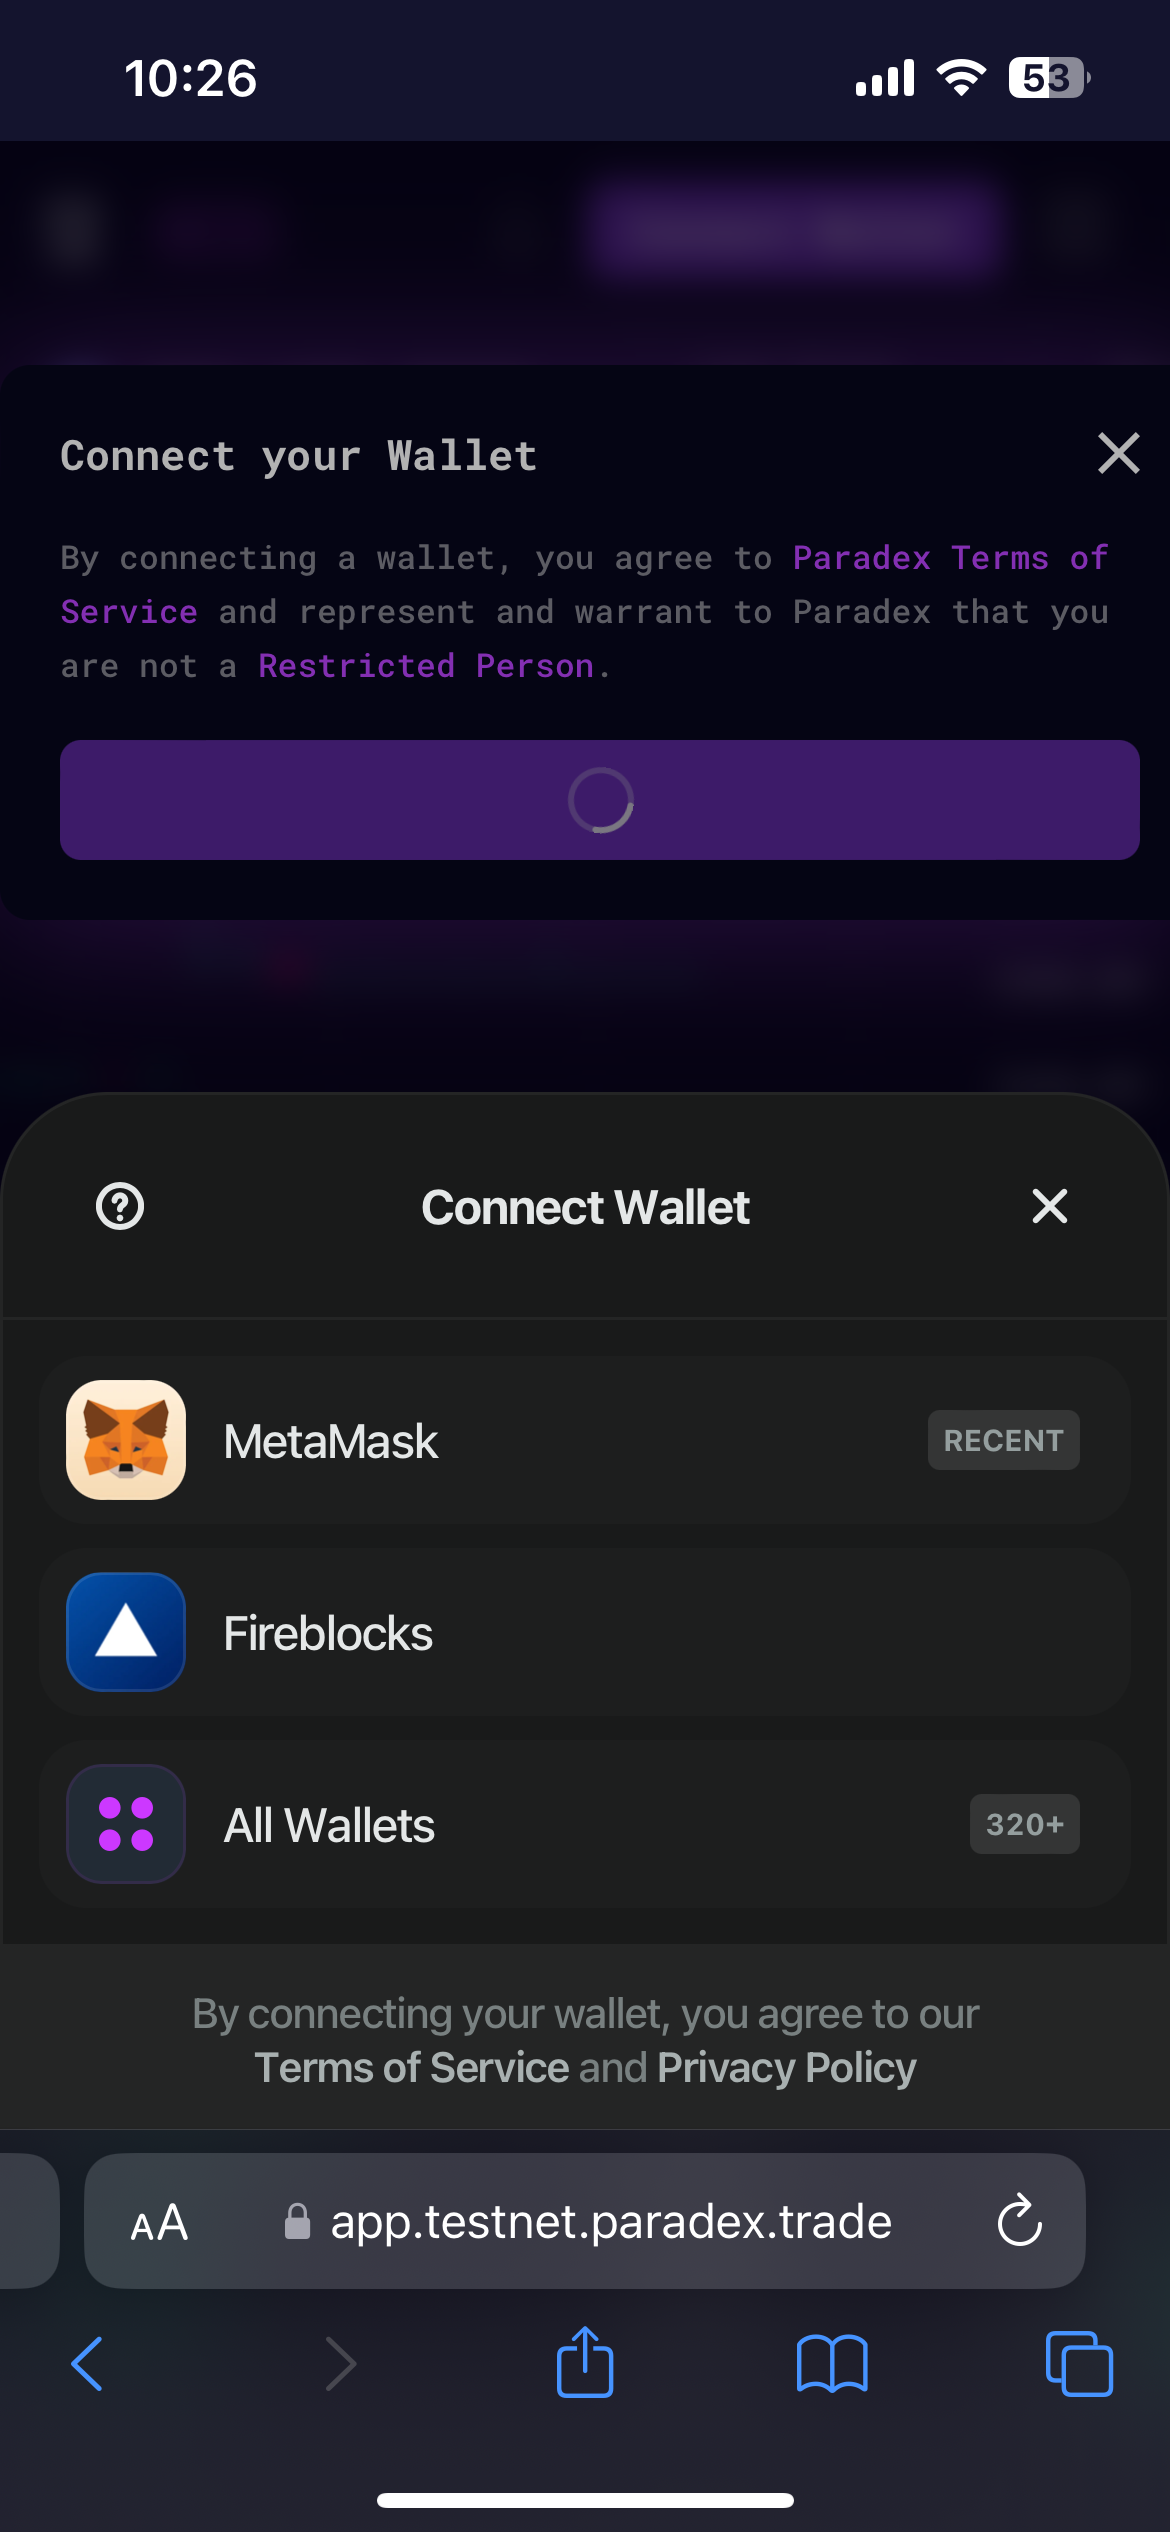 10:26
53
Connect your Wallet
By connecting a wallet, you agree to Paradex Terms of
Service and represent and warrant to Paradex that you
are not a Restricted Person.
Connect Wallet
MetaMask
RECENT
Fireblocks
All Wallets
320+
By connecting your wallet, you agree to our
Terms of Service and Privacy Policy
AA
app.testnet.paradex.trade